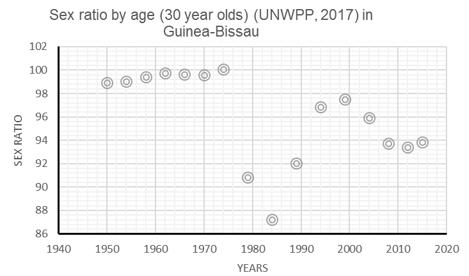 Sex ratio by age (30 year olds) (UNWPP, 2017) in
Guinea-Bissau
102
100
98
96
94
92
90
88
86
SEX RATIO
1940 1950 1960 1970 1980 1990 2000 2010 2020
YEARS